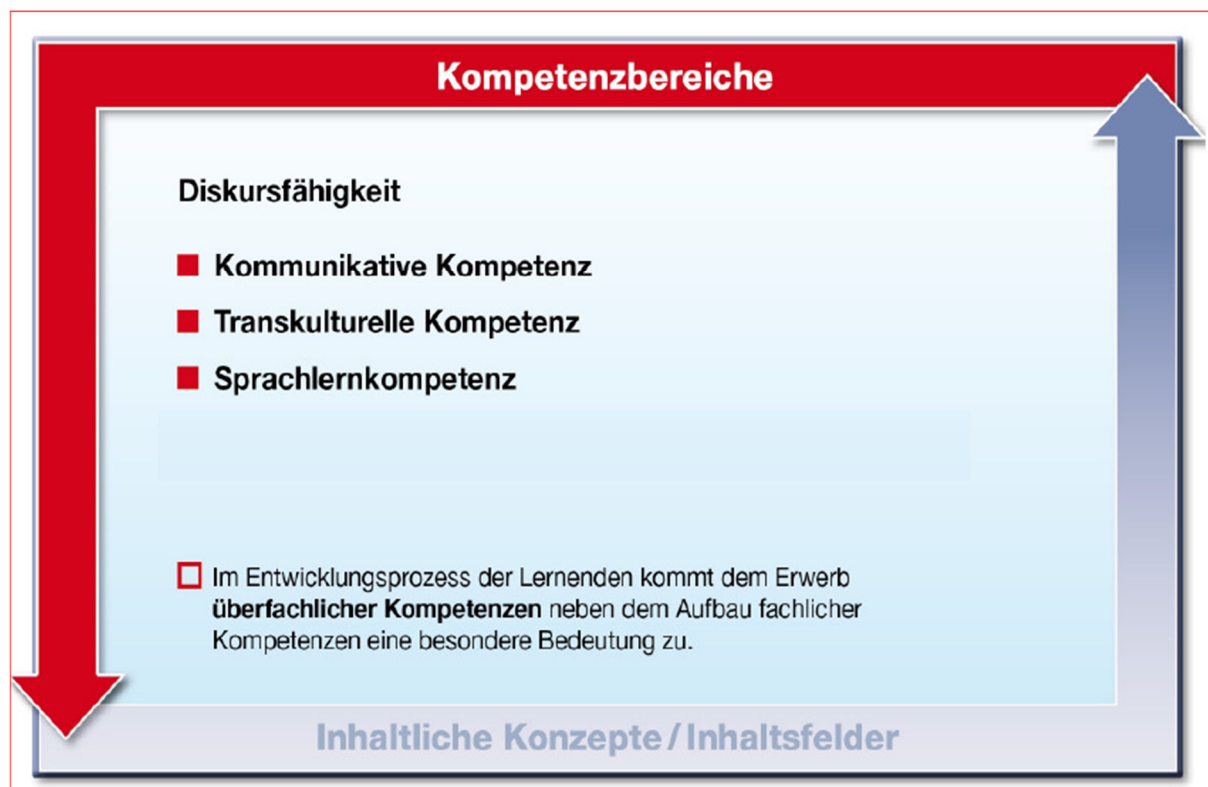 Kompetenzbereiche
Diskursfähigkeit
Kommunikative Kompetenz
Transkulturelle Kompetenz
Sprachlernkompetenz
Im Entwicklungsprozess der Lernenden kommt dem Erwerb
überfachlicher Kompetenzen neben dem Aufbau fachlicher
Kompetenzen eine besondere Bedeutung zu.
Inhaltliche Konzepte/Inhaltsfelder